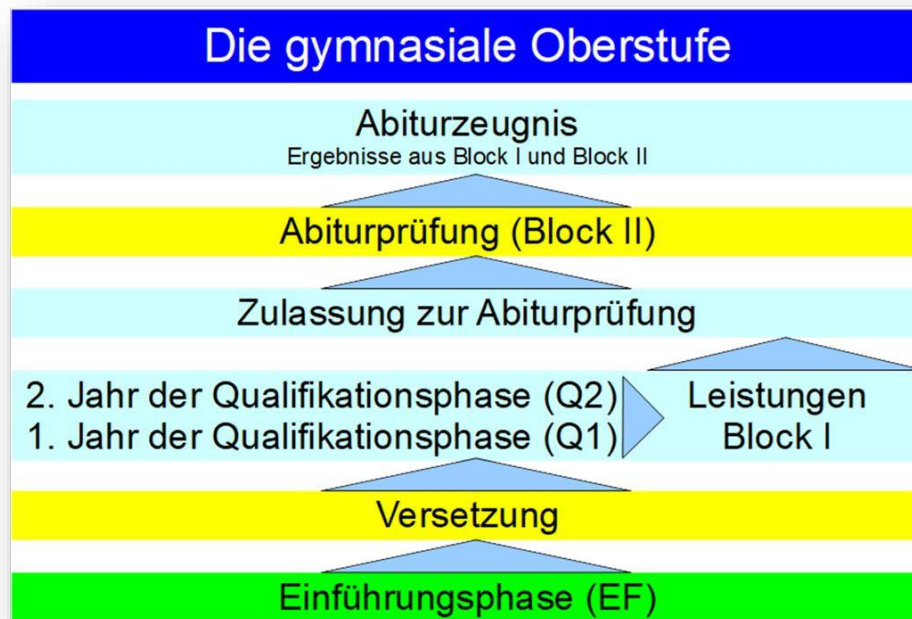 Die gymnasiale Oberstufe
Abiturzeugnis
Ergebnisse aus Block I und Block II
Abiturprüfung (Block II)
Zulassung zur Abiturprüfung
2. Jahr der Qualifikationsphase (Q2)
1. Jahr der Qualifikationsphase (Q1)
Leistungen
Block I
Versetzung
Einführungsphase (EF)